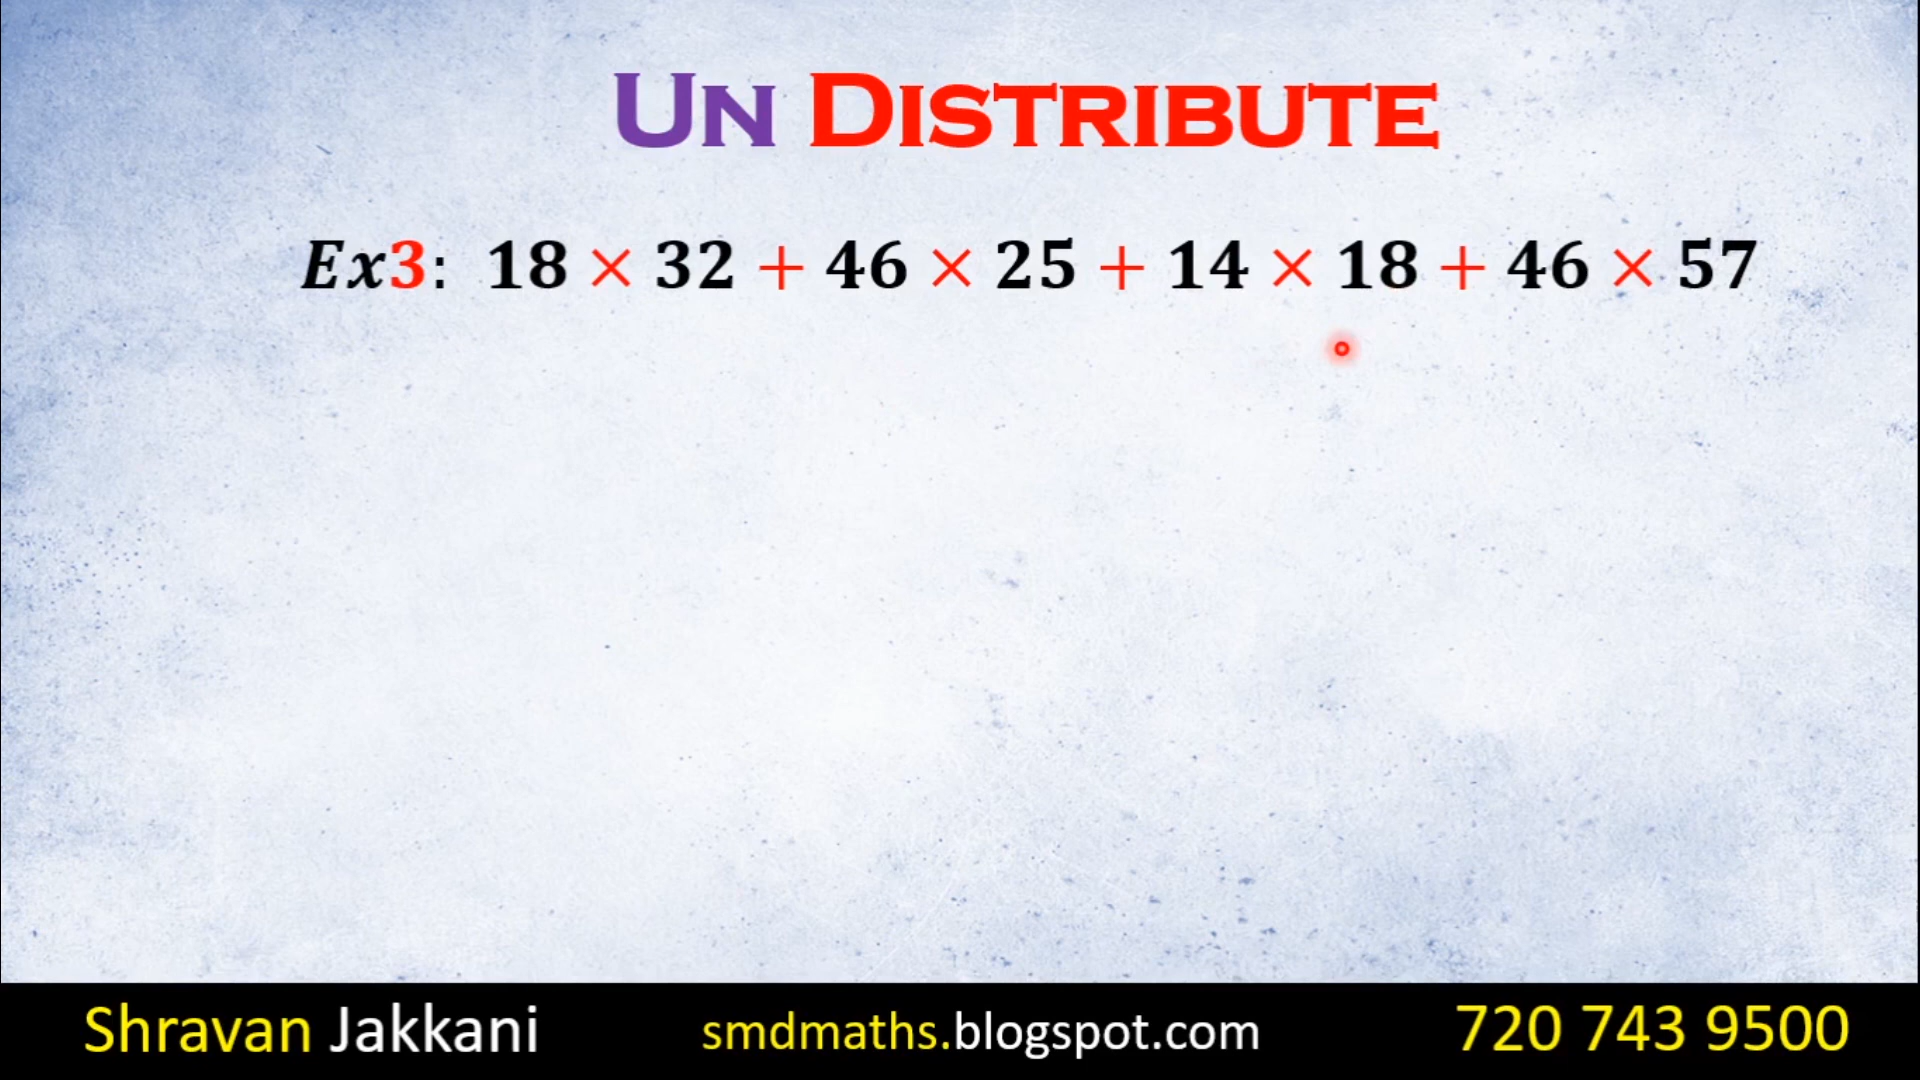 UN DISTRIBUTE
Ex3: 18 × 32 + 46 × 25 + 14 × 18 + 46 × 57
Shravan Jakkani smdmaths.blogspot.com 720 743 9500